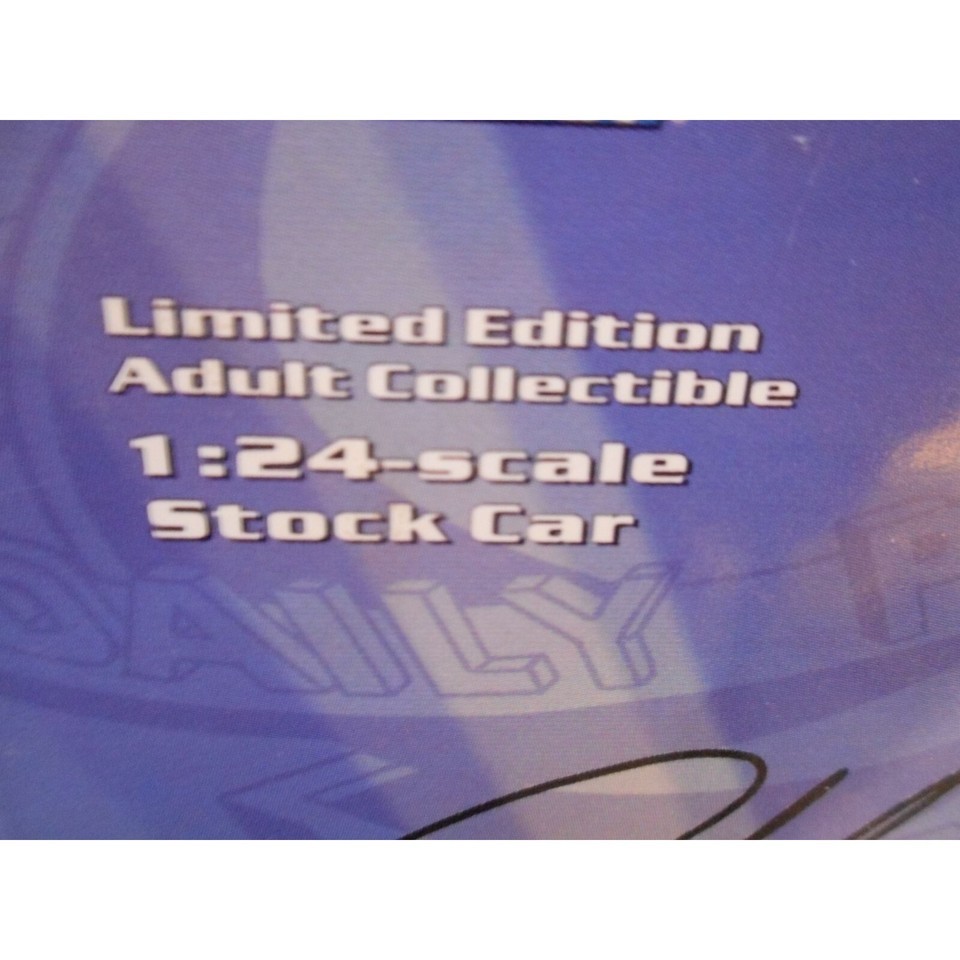 Limited Edition
Adult Collectible
1:24-scale
Stock Car
DAILY P